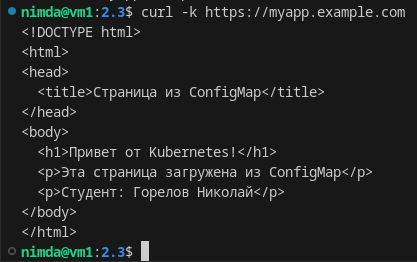 nimda@vm1:2.3$ curl -k https://myapp.example.com
<!DOCTYPE html>
<html>
<head>
  <title>Страница из ConfigMap</title>
</head>
<body>
  <h1>Привет от Kubernetes!</h1>
  <p>Эта страница загружена из ConfigMap</p>
  <p>Студент: Горелов Николай</p>
</body>
</html>
nimda@vm1:2.3$